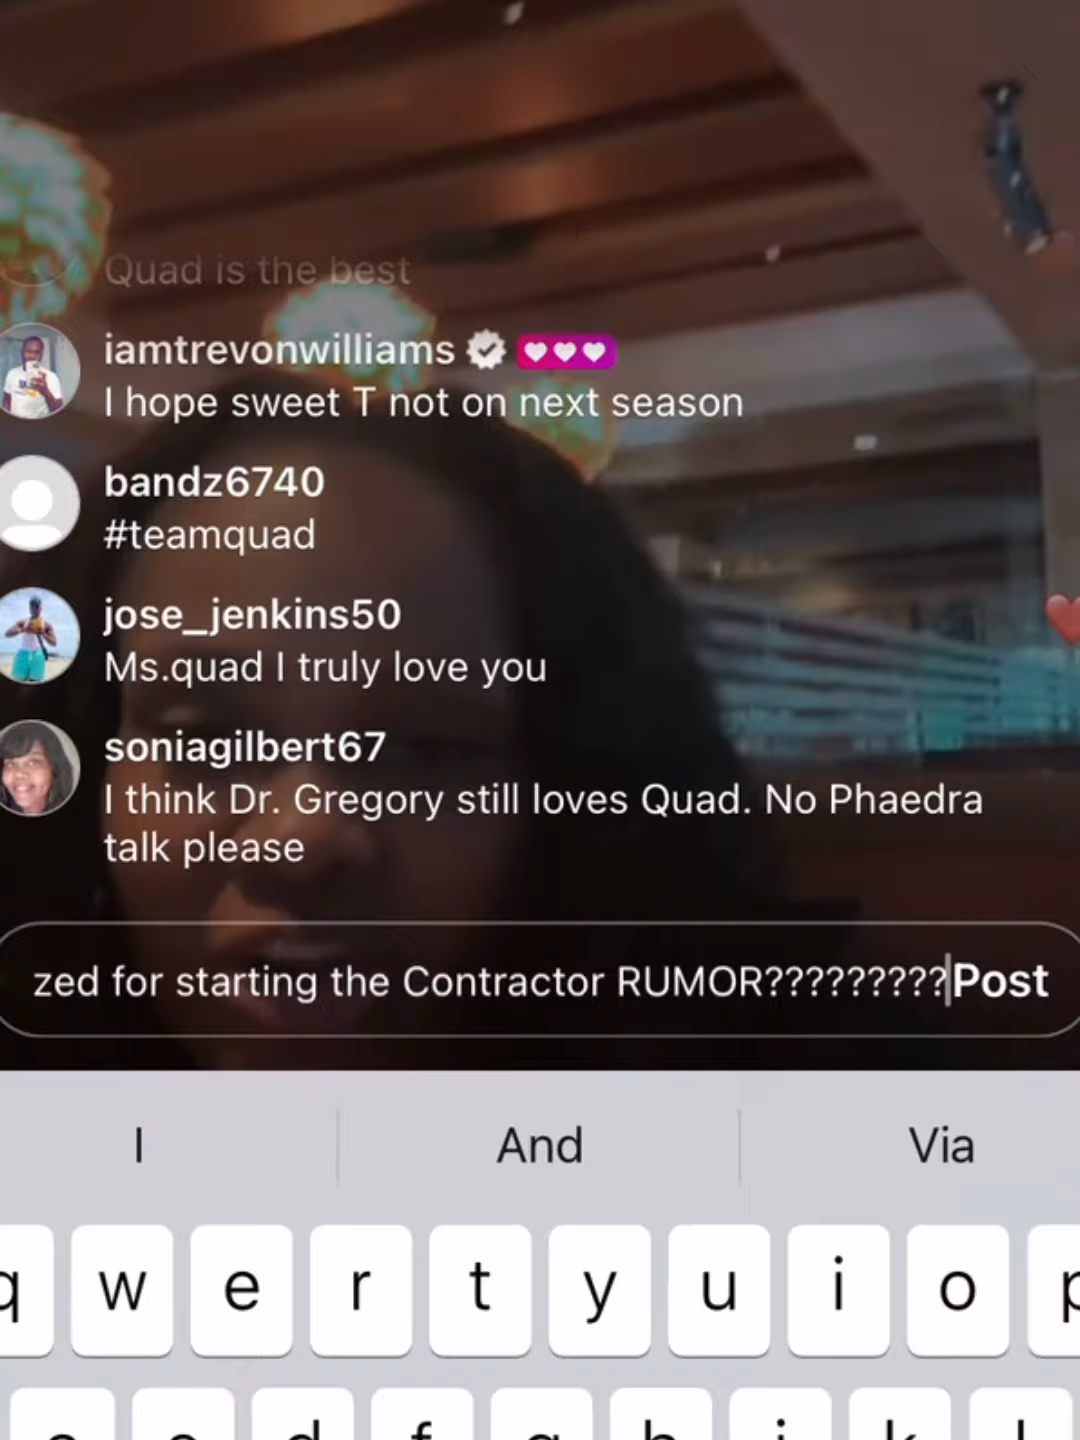 Quad is the best
iamtrevonwilliams
I hope sweet T not on next season
bandz6740
#teamquad
jose_jenkins50
Ms.quad I truly love you
soniagilbert67
I think Dr. Gregory still loves Quad. No Phaedra
talk please
zed for starting the Contractor RUMOR????????? Post
I And Via
q w e r t y u i o p
a s d f g h j k l